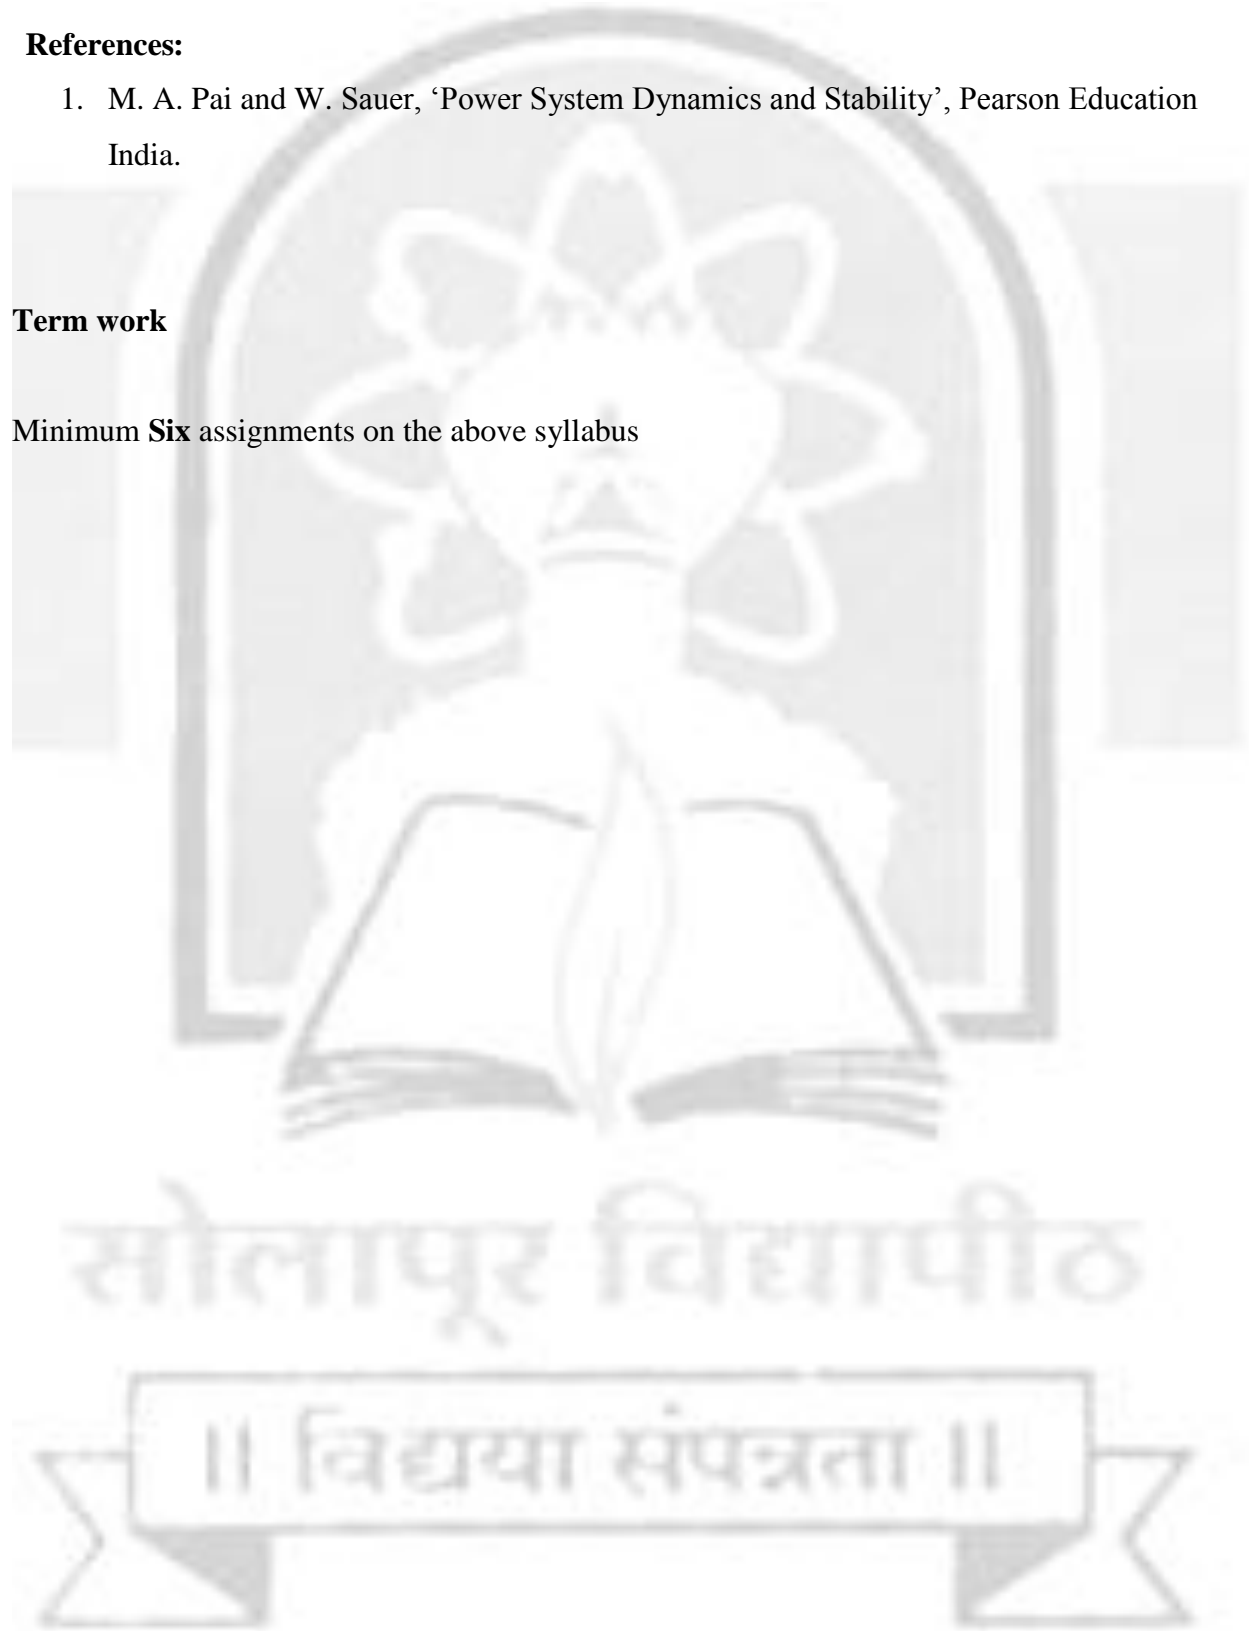 References:
1. M. A. Pai and W. Sauer, ‘Power System Dynamics and Stability’, Pearson Education
India.
Term work
Minimum Six assignments on the above syllabus
सोलापूर विद्यापीठ
॥ विद्यया संपन्नता ॥